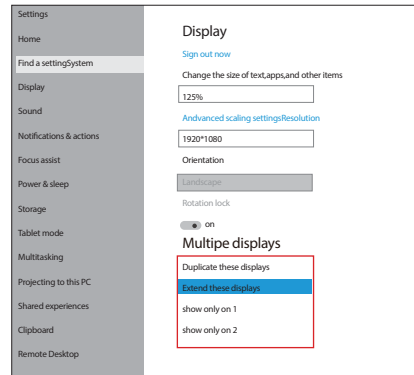 Settings
Home
Find a settingSystem
Display
Sound
Notifications & actions
Focus assist
Power & sleep
Storage
Tablet mode
Multitasking
Projecting to this PC
Shared experiences
Clipboard
Remote Desktop
Display
Sign out now
Change the size of text,apps,and other items
125%
Andvanced scaling settingsResolution
1920*1080
Orientation
Landscape
Rotation lock
on
Multipe displays
Duplicate these displays
Extend these displays
show only on 1
show only on 2